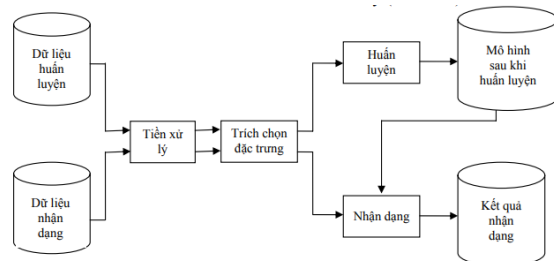 Dữ liệu
huấn
luyện
Huấn
luyện
Mô hình
sau khi
huấn luyện
Tiền xử
lý
Trích chọn
đặc trưng
Dữ liệu
nhận
dạng
Nhận dạng
Kết quả
nhận
dạng